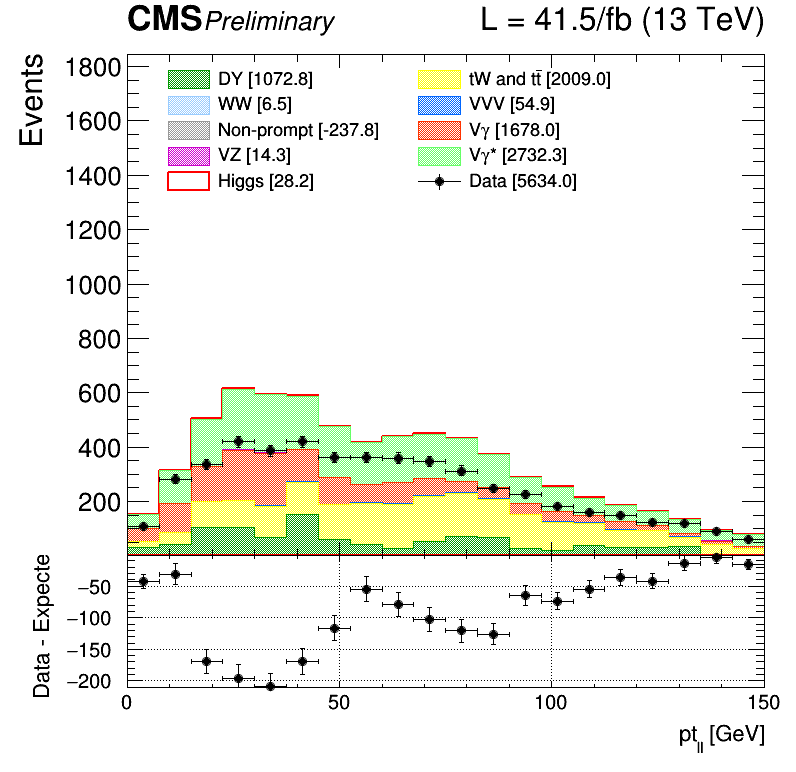 CMS Preliminary L = 41.5/fb (13 TeV)
Events
1800
1600
1400
1200
1000
800
600
400
200
DY [1072.8]
WW [6.5]
Non-prompt [-237.8]
VZ [14.3]
Higgs [28.2]
tW and tt̄ [2009.0]
VVV [54.9]
Vγ [1678.0]
Vγ* [2732.3]
Data [5634.0]
Data - Expecte
−50
−100
−150
−200
0 50 100 150
pt_ll [GeV]